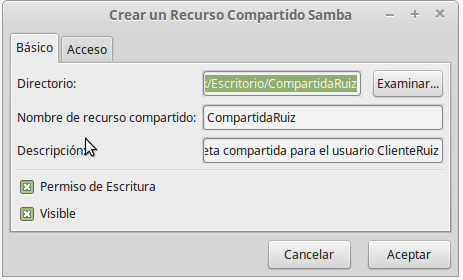 Crear un Recurso Compartido Samba
Básico Acceso
Directorio: :/Escritorio/CompartidaRuiz Examinar...
Nombre de recurso compartido: CompartidaRuiz
Descripción: eta compartida para el usuario ClienteRuiz
Permiso de Escritura
Visible
Cancelar Aceptar